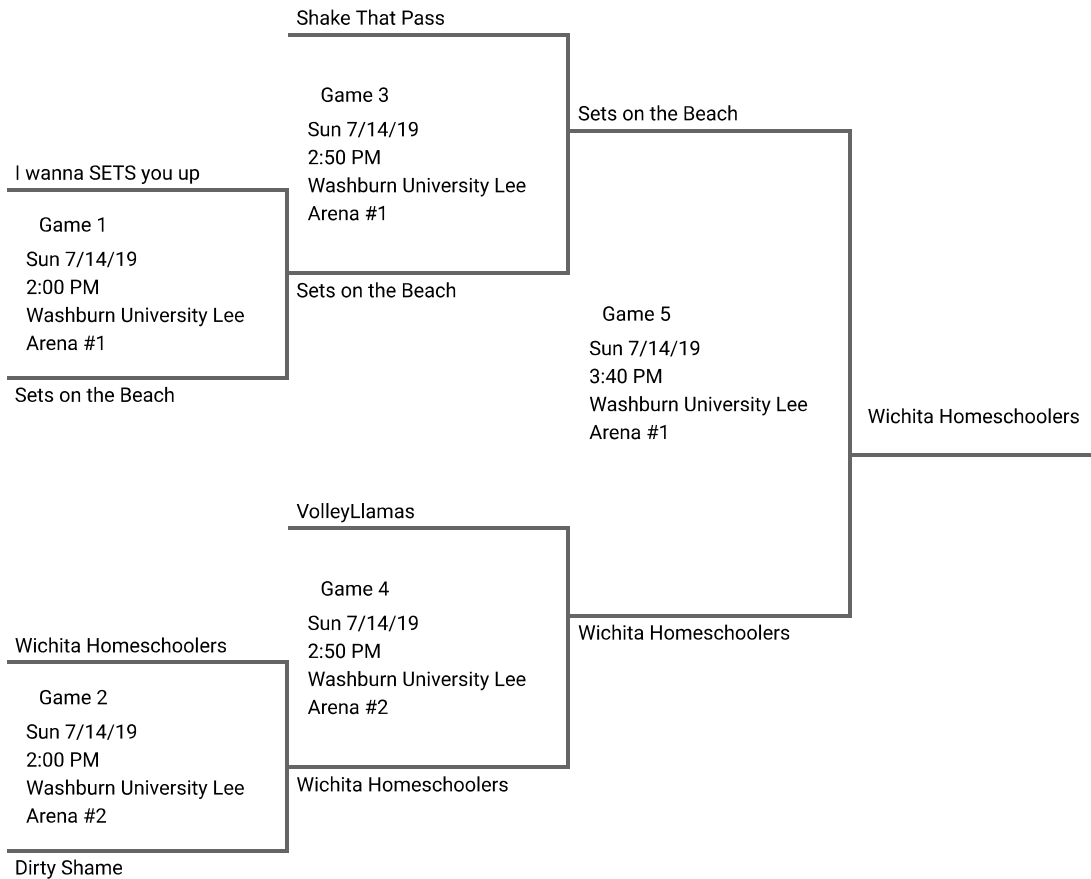 Shake That Pass
Game 3
Sun 7/14/19
2:50 PM
Washburn University Lee
Arena #1
Sets on the Beach
I wanna SETS you up
Game 1
Sun 7/14/19
2:00 PM
Washburn University Lee
Arena #1
Sets on the Beach
Sets on the Beach
Game 5
Sun 7/14/19
3:40 PM
Washburn University Lee
Arena #1
Wichita Homeschoolers
VolleyLlamas
Game 4
Sun 7/14/19
2:50 PM
Washburn University Lee
Arena #2
Wichita Homeschoolers
Wichita Homeschoolers
Game 2
Sun 7/14/19
2:00 PM
Washburn University Lee
Arena #2
Wichita Homeschoolers
Dirty Shame